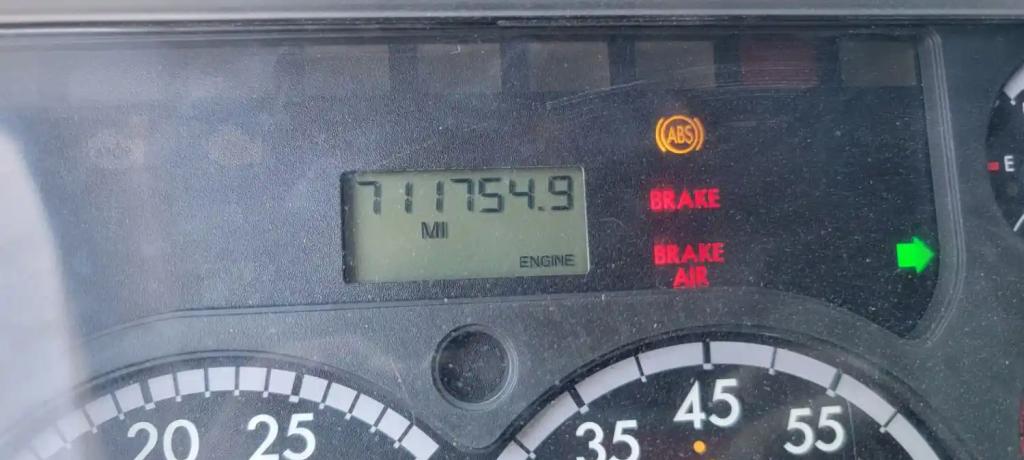 ABS
711754.9
BRAKE
MI
BRAKE
AIR
ENGINE
E
20 25
35 45 55